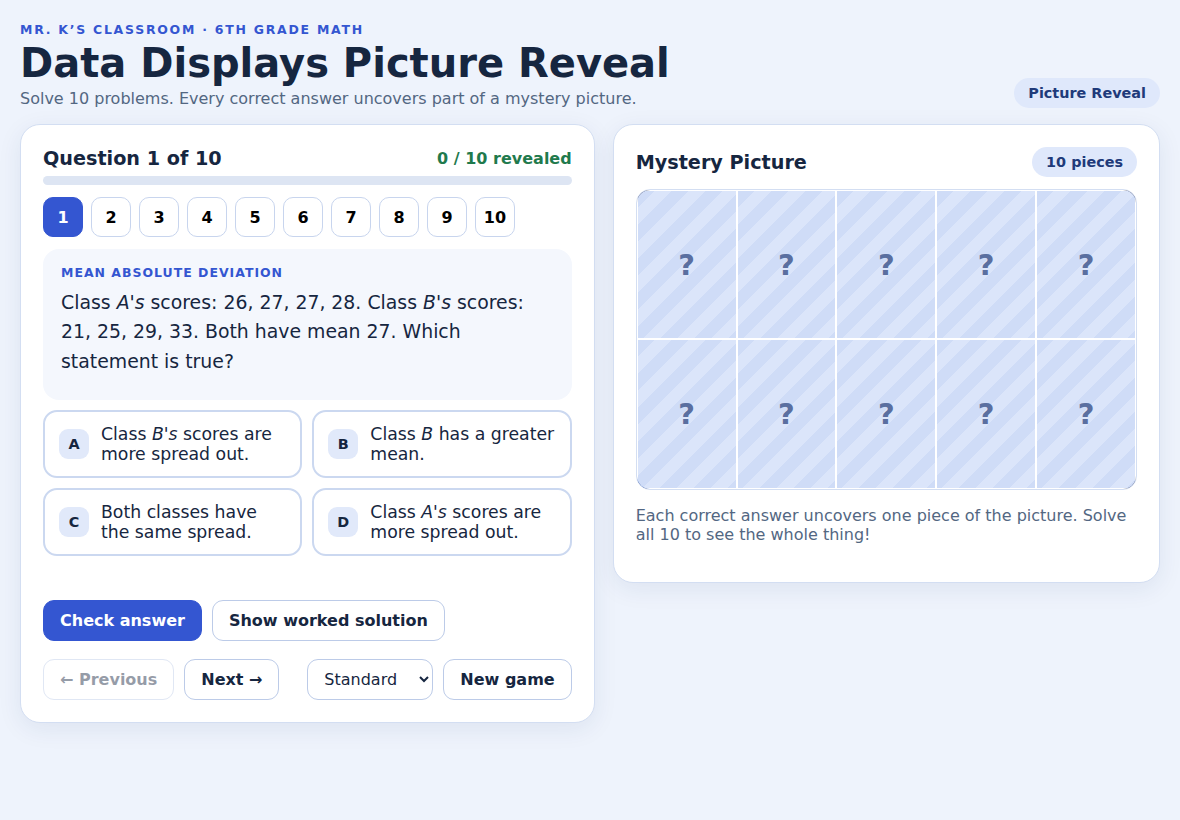 MR. K’S CLASSROOM · 6TH GRADE MATH
Data Displays Picture Reveal
Solve 10 problems. Every correct answer uncovers part of a mystery picture.
Picture Reveal
Question 1 of 10
0 / 10 revealed
1 2 3 4 5 6 7 8 9 10
MEAN ABSOLUTE DEVIATION
Class A's scores: 26, 27, 27, 28. Class B's scores:
21, 25, 29, 33. Both have mean 27. Which
statement is true?
A Class B's scores are
more spread out.
B Class B has a greater
mean.
C Both classes have
the same spread.
D Class A's scores are
more spread out.
Check answer
Show worked solution
← Previous
Next →
Standard
New game
Mystery Picture
10 pieces
? ? ? ? ?
? ? ? ? ?
Each correct answer uncovers one piece of the picture. Solve
all 10 to see the whole thing!